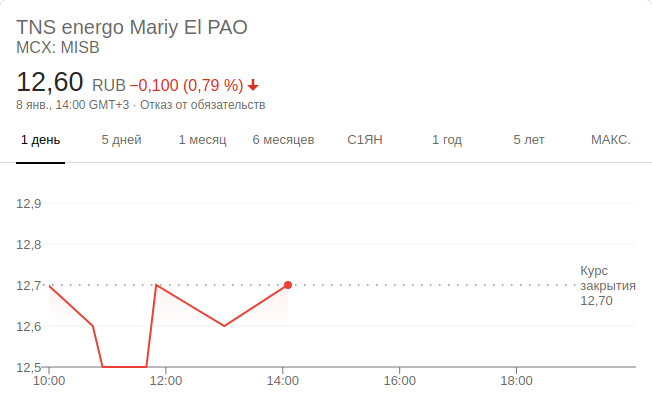 TNS energo Mariy El PAO
MCX: MISB
12,60 RUB −0,100 (0,79 %)
8 янв., 14:00 GMT+3 · Отказ от обязательств
1 день 5 дней 1 месяц 6 месяцев С1ЯН 1 год 5 лет МАКС.
12,9
12,8
12,7
12,6
12,5
Курс
закрытия
12,70
10:00 12:00 14:00 16:00 18:00